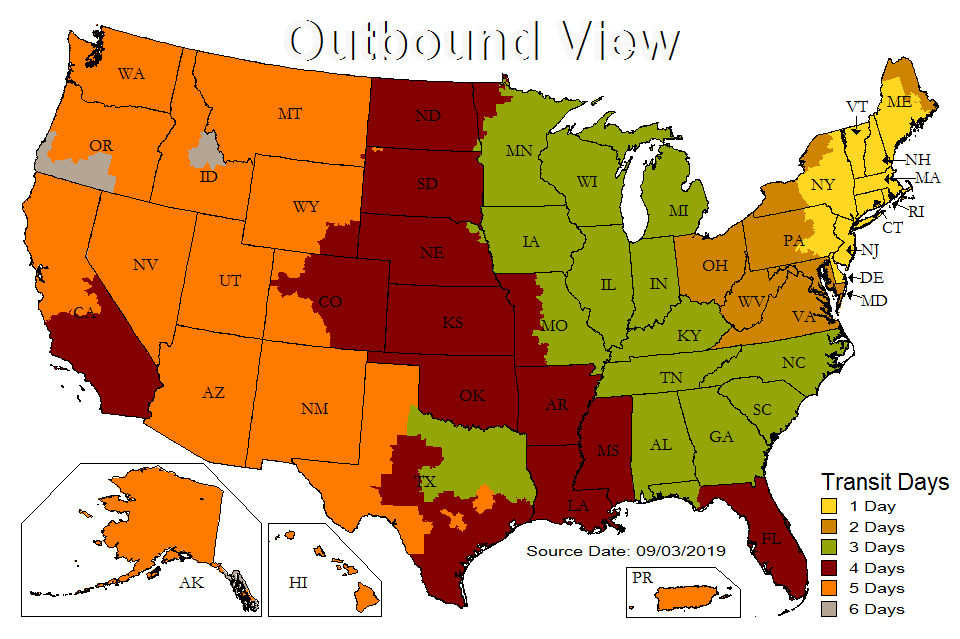 Outbound View
WA
MT
ND
OR
ID
SD
MN
WI
MI
ME
VT
NH
MA
NY
RI
CT
WY
NE
IA
IL
IN
OH
PA
NJ
DE
MD
NV
UT
CO
KS
MO
KY
WV
VA
CA
AZ
NM
OK
AR
TN
NC
SC
TX
LA
MS
AL
GA
FL
Transit Days
1 Day
2 Days
3 Days
4 Days
5 Days
6 Days
Source Date: 09/03/2019
AK
HI
PR